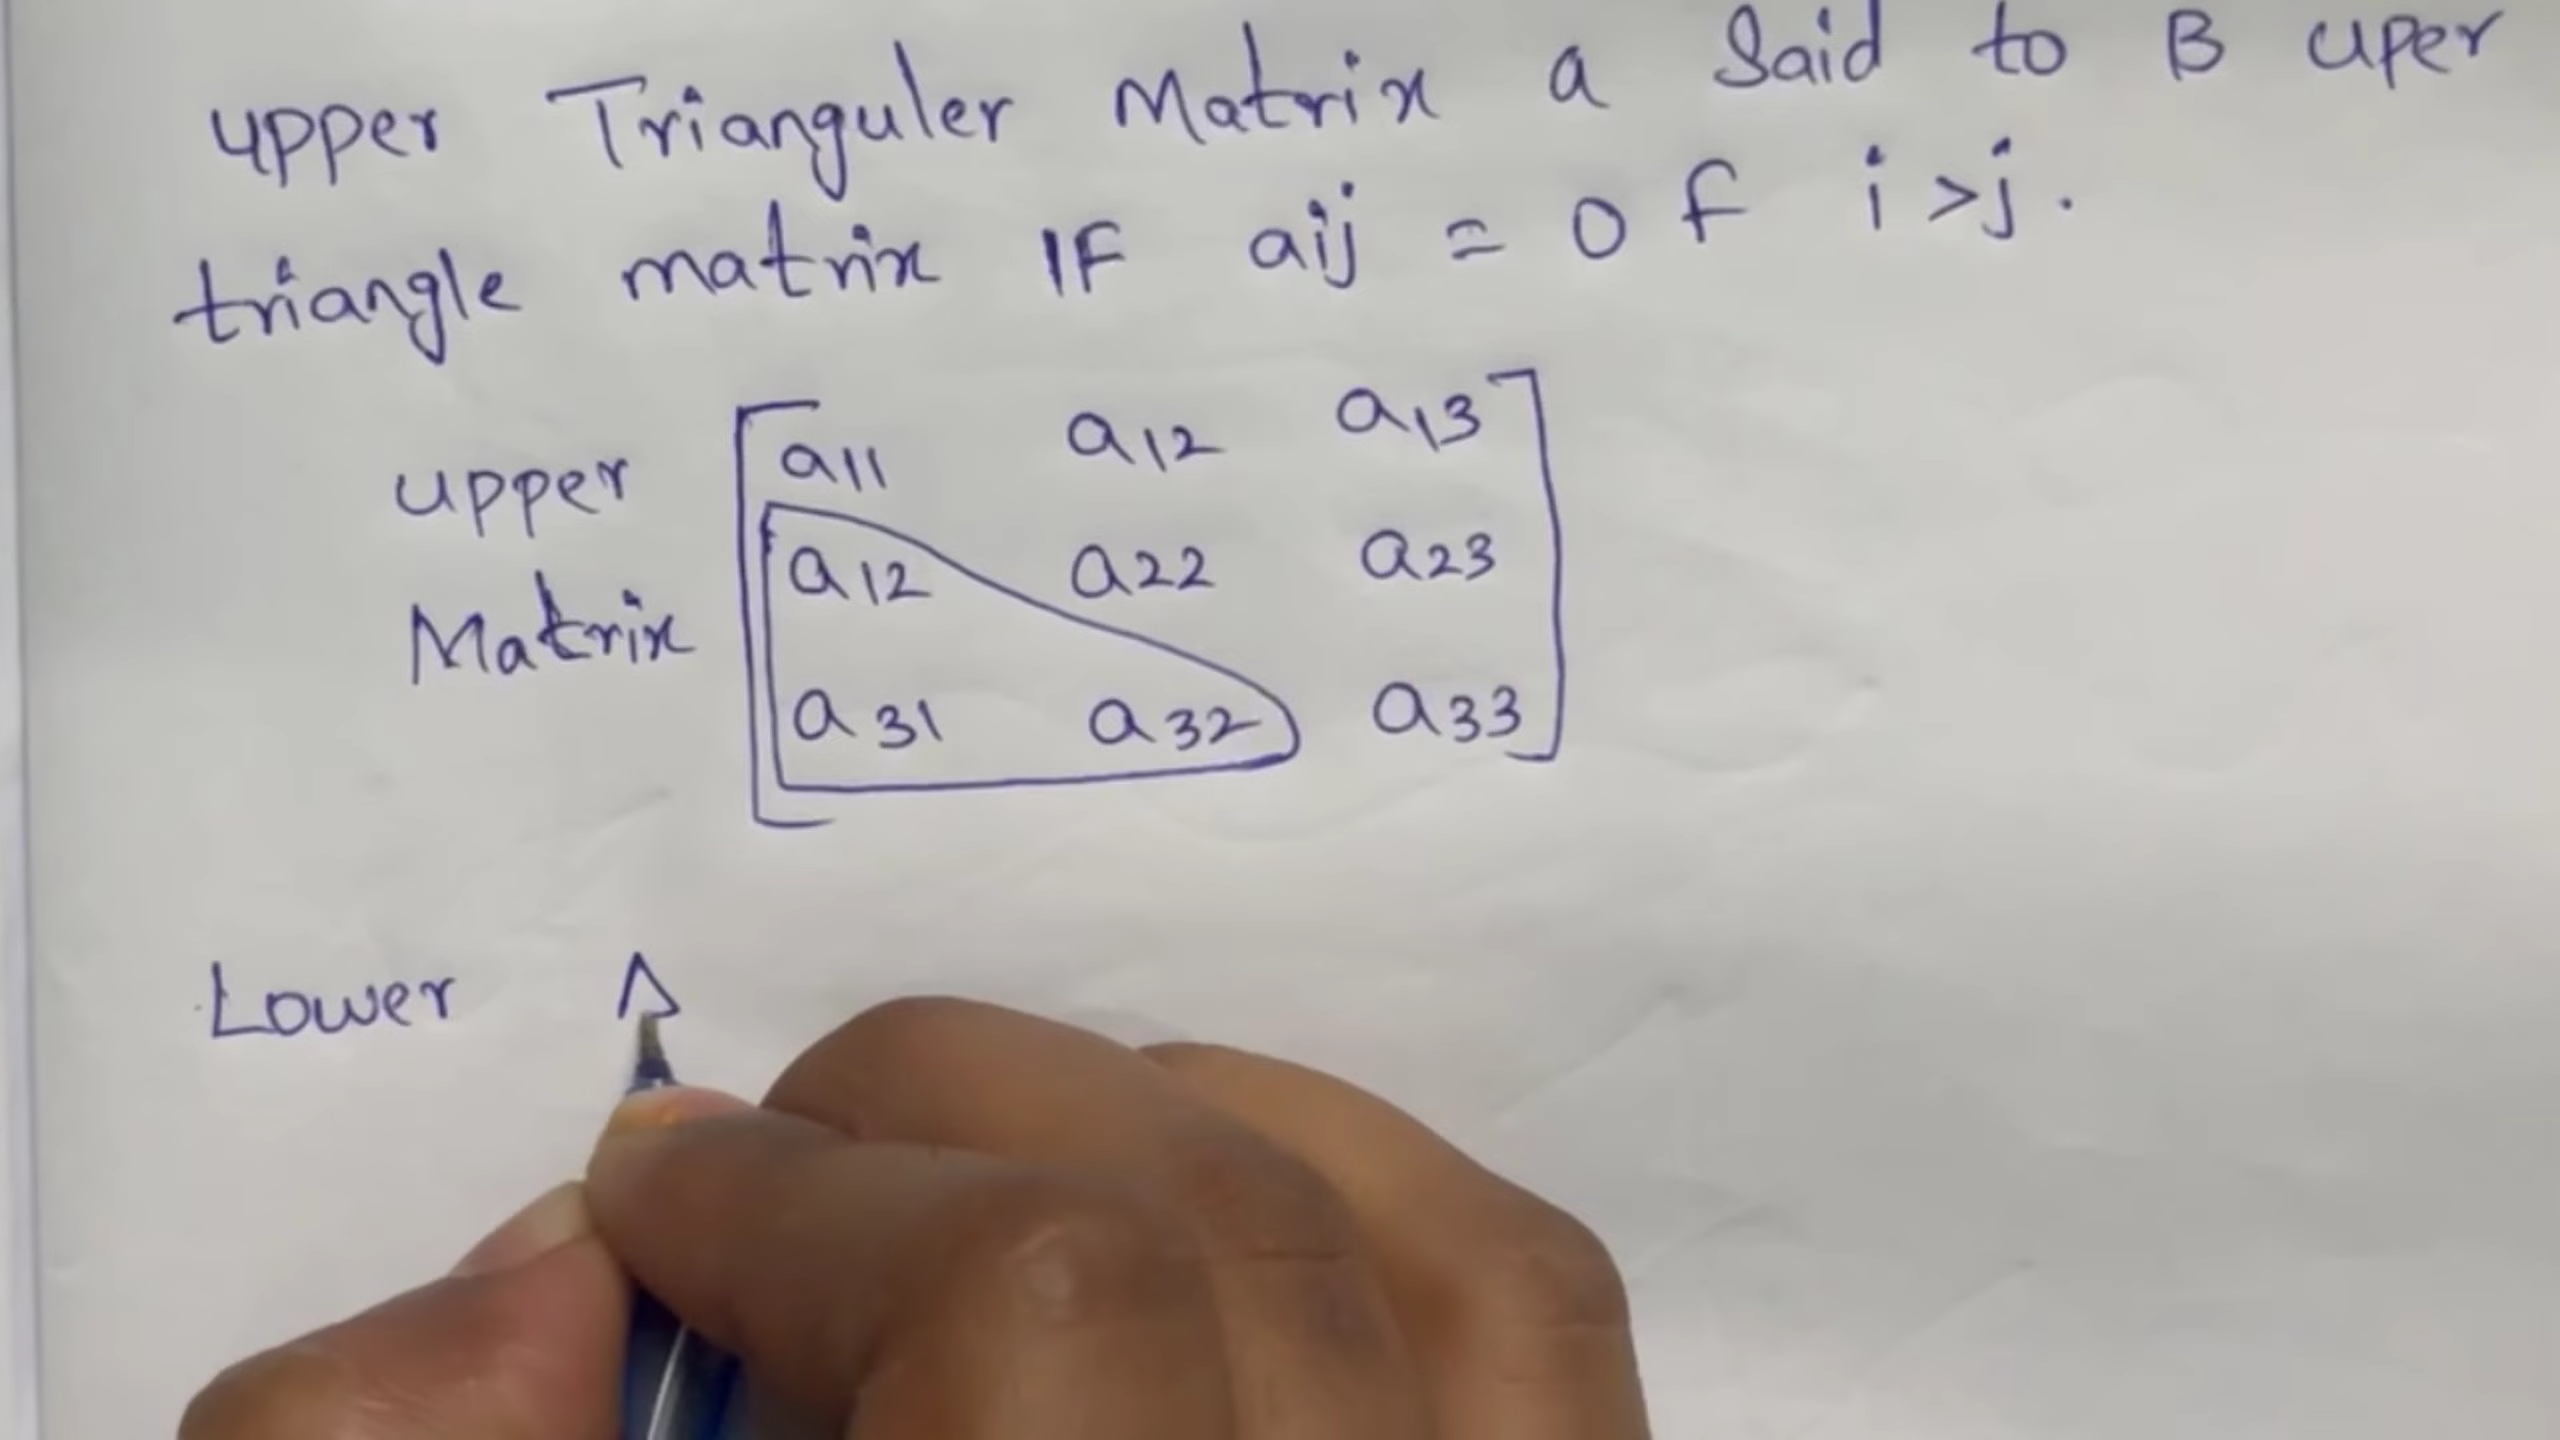 upper Trianguler Matrix a Said to B uper
triangle matrix IF aij = 0 F i >j.
upper
Matrix
a11 a12 a13
a12 a22 a23
a31 a32 a33
Lower Δ